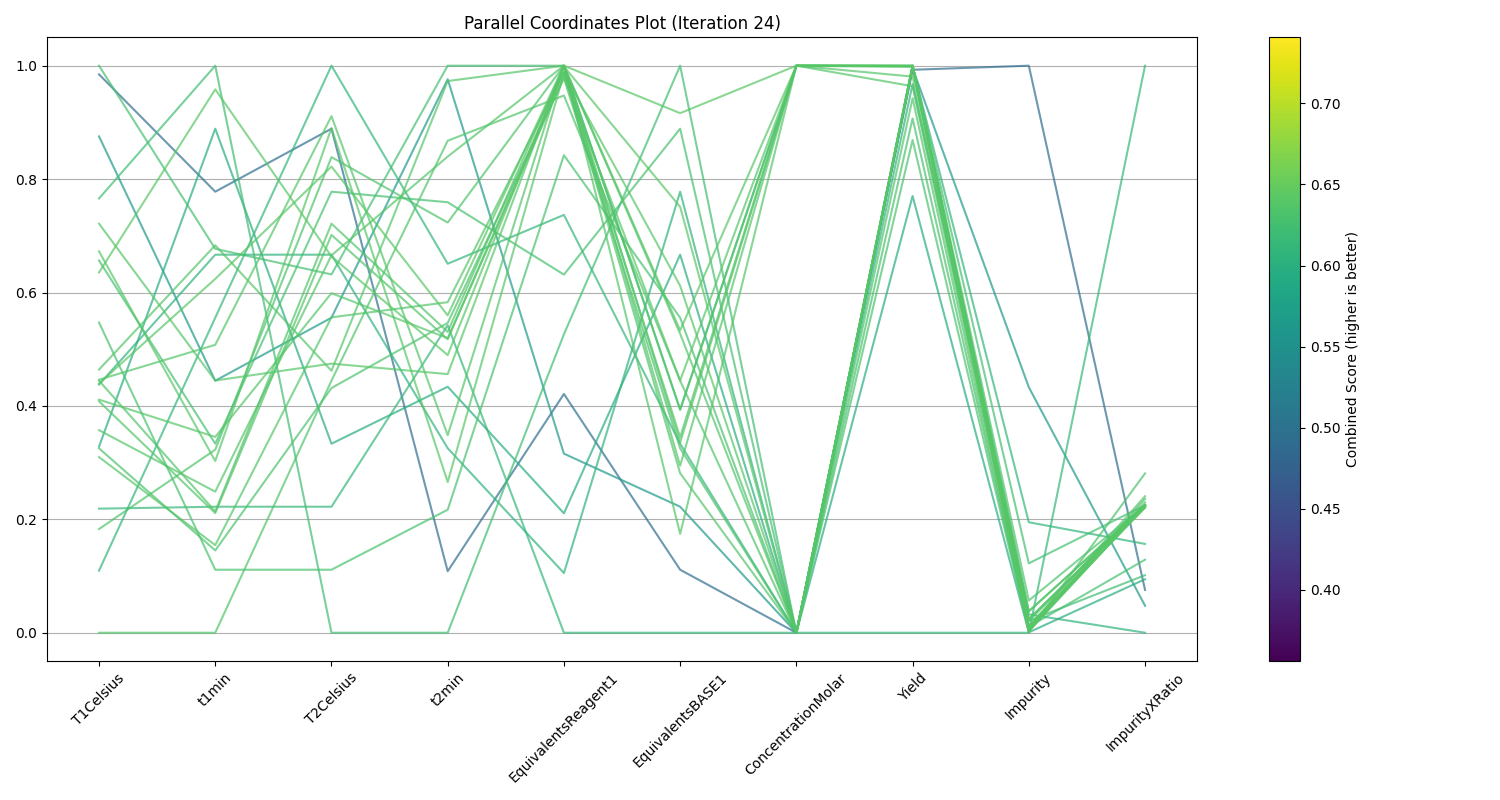 Parallel Coordinates Plot (Iteration 24)
1.0
0.8
0.6
0.4
0.2
0.0
T1Celsius
t1min
T2Celsius
t2min
EquivalentsReagent1
EquivalentsBASE1
ConcentrationMolar
Yield
Impurity
ImpurityXRatio
0.70
0.65
0.60
0.55
0.50
0.45
0.40
Combined Score (higher is better)